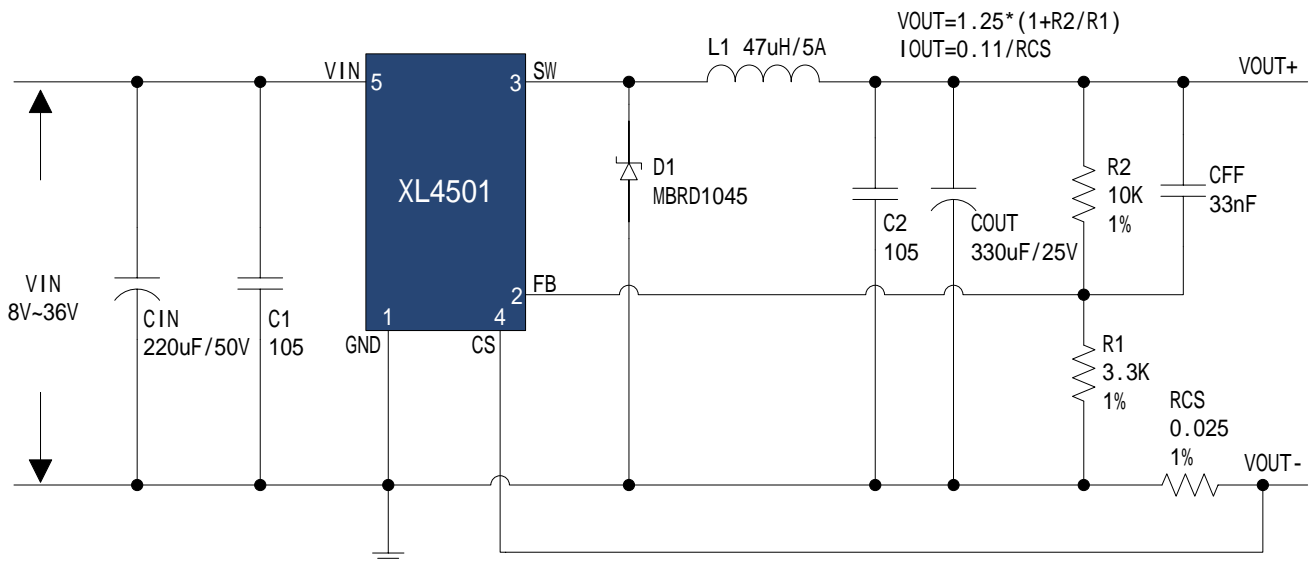 VOUT=1.25*(1+R2/R1)
IOUT=0.11/RCS
L1 47uH/5A
VIN
5
3
SW
VOUT+
XL4501
D1
MBRD1045
R2
10K
1%
CFF
33nF
C2
105
COUT
330uF/25V
VIN
8V~36V
CIN
220uF/50V
C1
105
2
FB
1
4
GND
CS
R1
3.3K
1%
RCS
0.025
1%
VOUT-